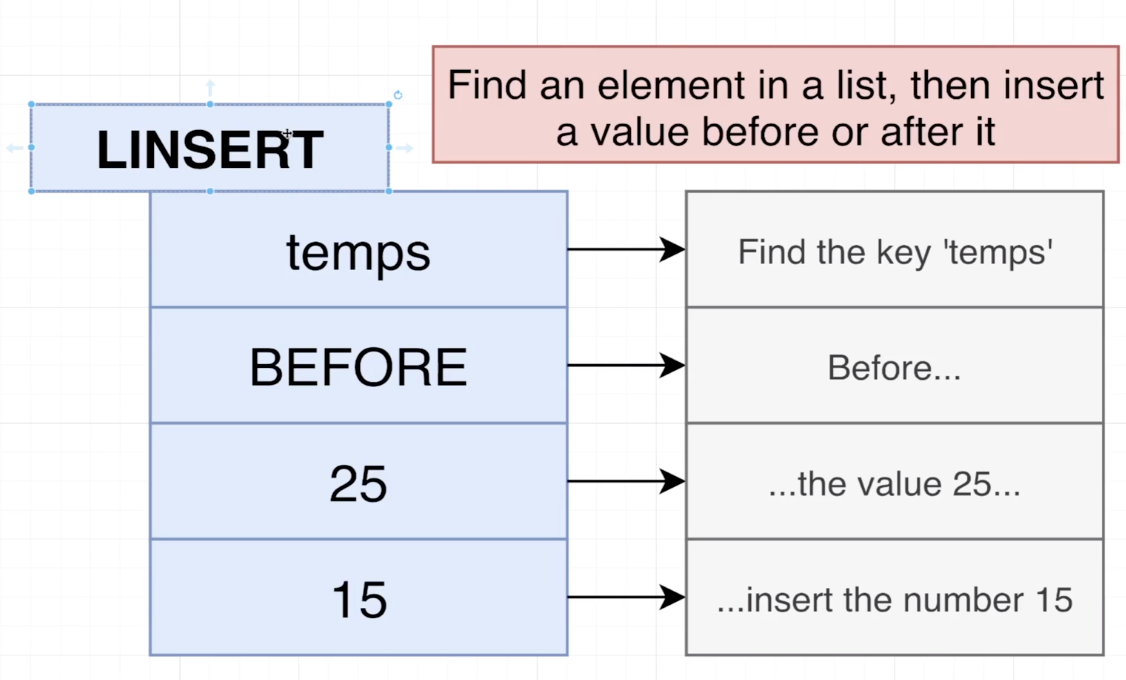 LINSERT
Find an element in a list, then insert
a value before or after it
temps
Find the key 'temps'
BEFORE
Before...
25
...the value 25...
15
...insert the number 15